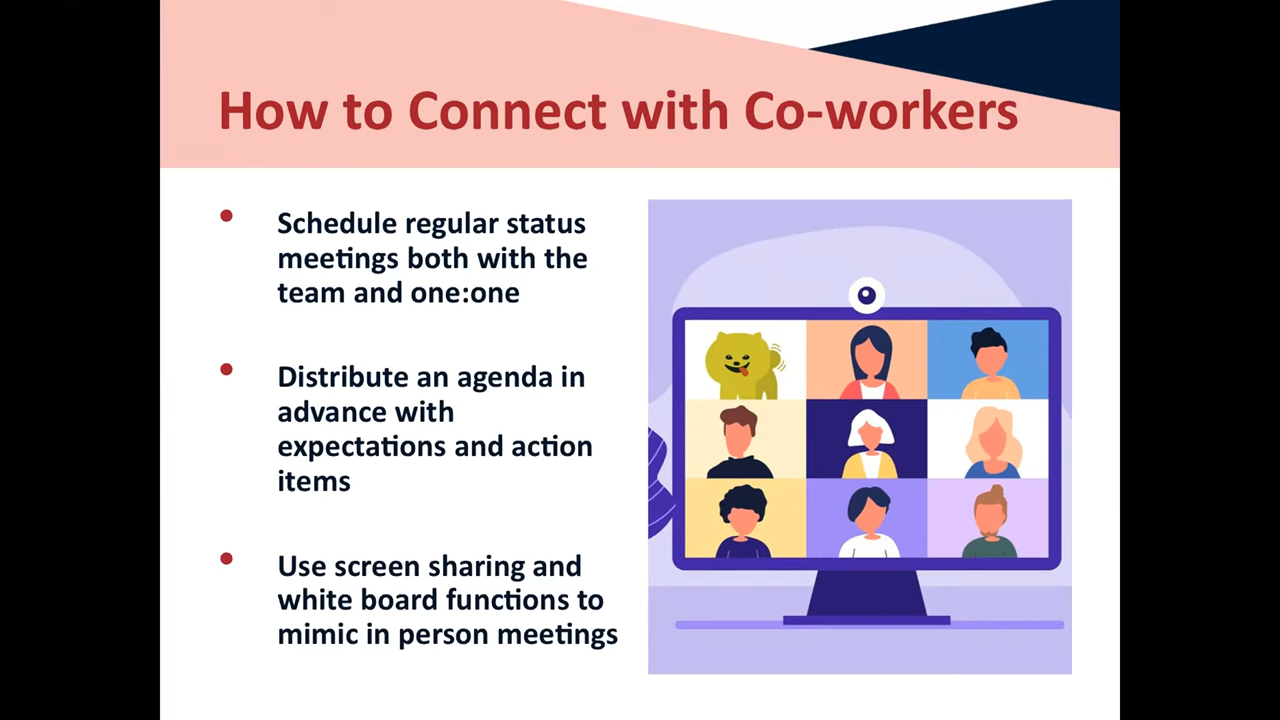 How to Connect with Co-workers
• Schedule regular status
meetings both with the
team and one:one
• Distribute an agenda in
advance with
expectations and action
items
• Use screen sharing and
white board functions to
mimic in person meetings